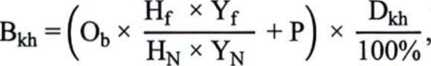 B_kh = (O_b × (H_f × Y_f)/(H_N × Y_N) + P) × D_kh/100%,